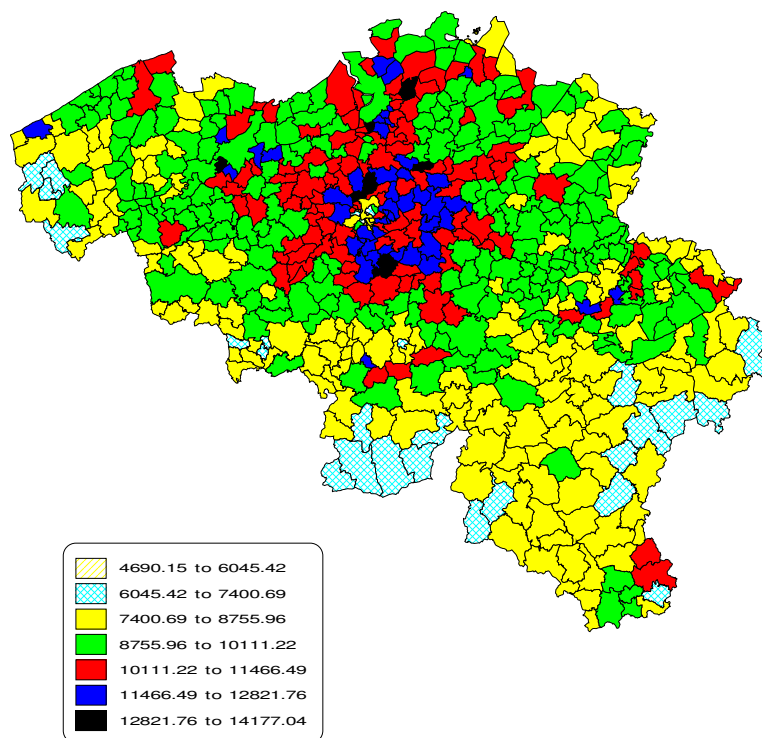 4690.15 to 6045.42
6045.42 to 7400.69
7400.69 to 8755.96
8755.96 to 10111.22
10111.22 to 11466.49
11466.49 to 12821.76
12821.76 to 14177.04